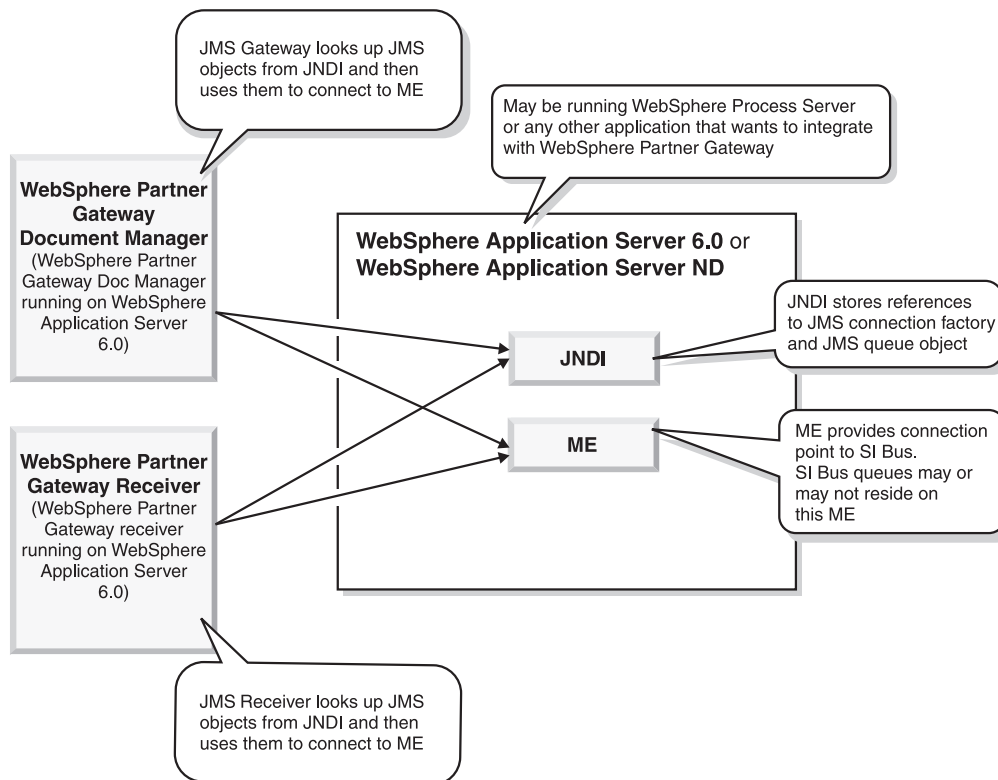 JMS Gateway looks up JMS
objects from JNDI and then
uses them to connect to ME
May be running WebSphere Process Server
or any other application that wants to integrate
with WebSphere Partner Gateway
WebSphere Partner
Gateway
Document Manager
(WebSphere Partner
Gateway Doc Manager
running on WebSphere
Application Server
6.0)
WebSphere Application Server 6.0 or
WebSphere Application Server ND
JNDI
JNDI stores references
to JMS connection factory
and JMS queue object
ME
ME provides connection
point to SI Bus.
SI Bus queues may or
may not reside on
this ME
WebSphere Partner
Gateway Receiver
(WebSphere Partner
Gateway receiver
running on WebSphere
Application Server
6.0)
JMS Receiver looks up JMS
objects from JNDI and then
uses them to connect to ME